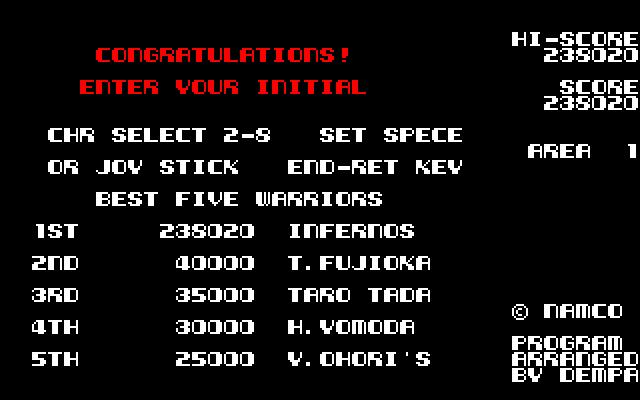 CONGRATULATIONS!
ENTER YOUR INITIAL
CHR SELECT 2-8 SET SPECE
OR JOY STICK END-RET KEY
BEST FIVE WARRIORS
1ST 238020 INFERNOS
2ND 40000 T.FUJIOKA
3RD 35000 TARO TADA
4TH 30000 H.YOMODA
5TH 25000 Y.OHORI'S
HI-SCORE
238020
SCORE
238020
AREA 1
© NAMCO
PROGRAM
ARRANGED
BY DEMPA